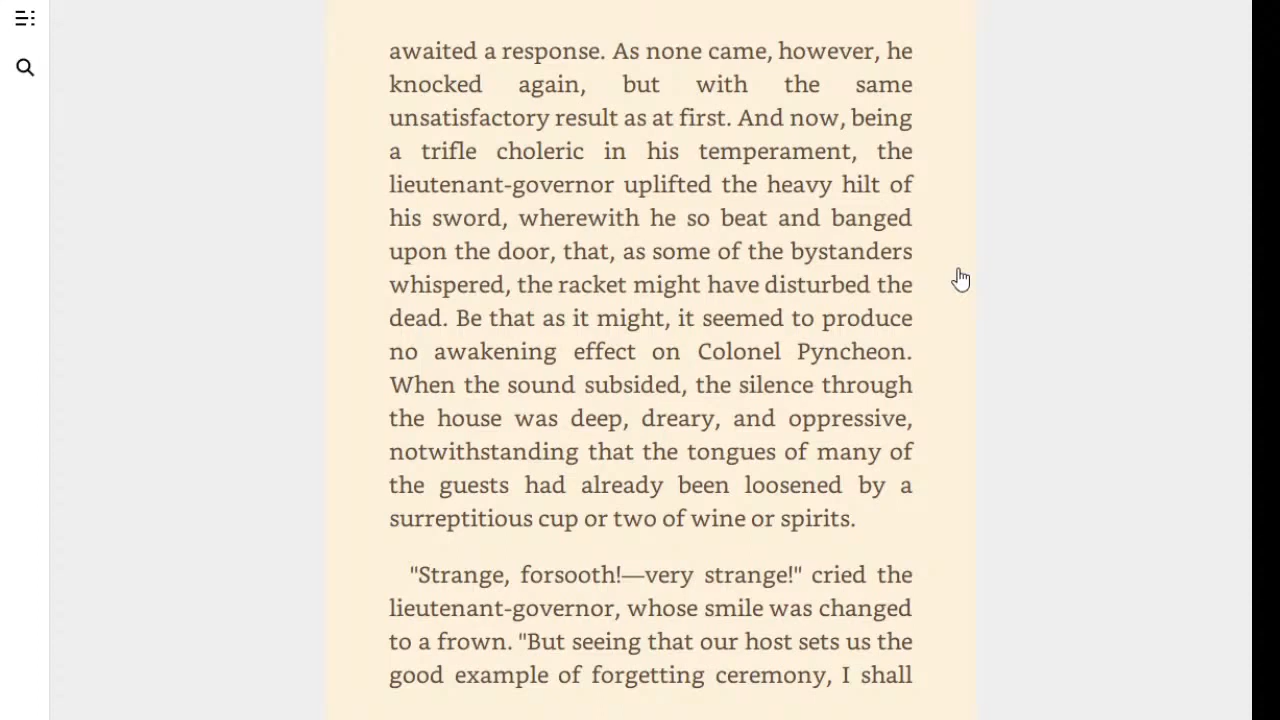 awaited a response. As none came, however, he
knocked again, but with the same
unsatisfactory result as at first. And now, being
a trifle choleric in his temperament, the
lieutenant-governor uplifted the heavy hilt of
his sword, wherewith he so beat and banged
upon the door, that, as some of the bystanders
whispered, the racket might have disturbed the
dead. Be that as it might, it seemed to produce
no awakening effect on Colonel Pyncheon.
When the sound subsided, the silence through
the house was deep, dreary, and oppressive,
notwithstanding that the tongues of many of
the guests had already been loosened by a
surreptitious cup or two of wine or spirits.
"Strange, forsooth!—very strange!" cried the
lieutenant-governor, whose smile was changed
to a frown. "But seeing that our host sets us the
good example of forgetting ceremony, I shall